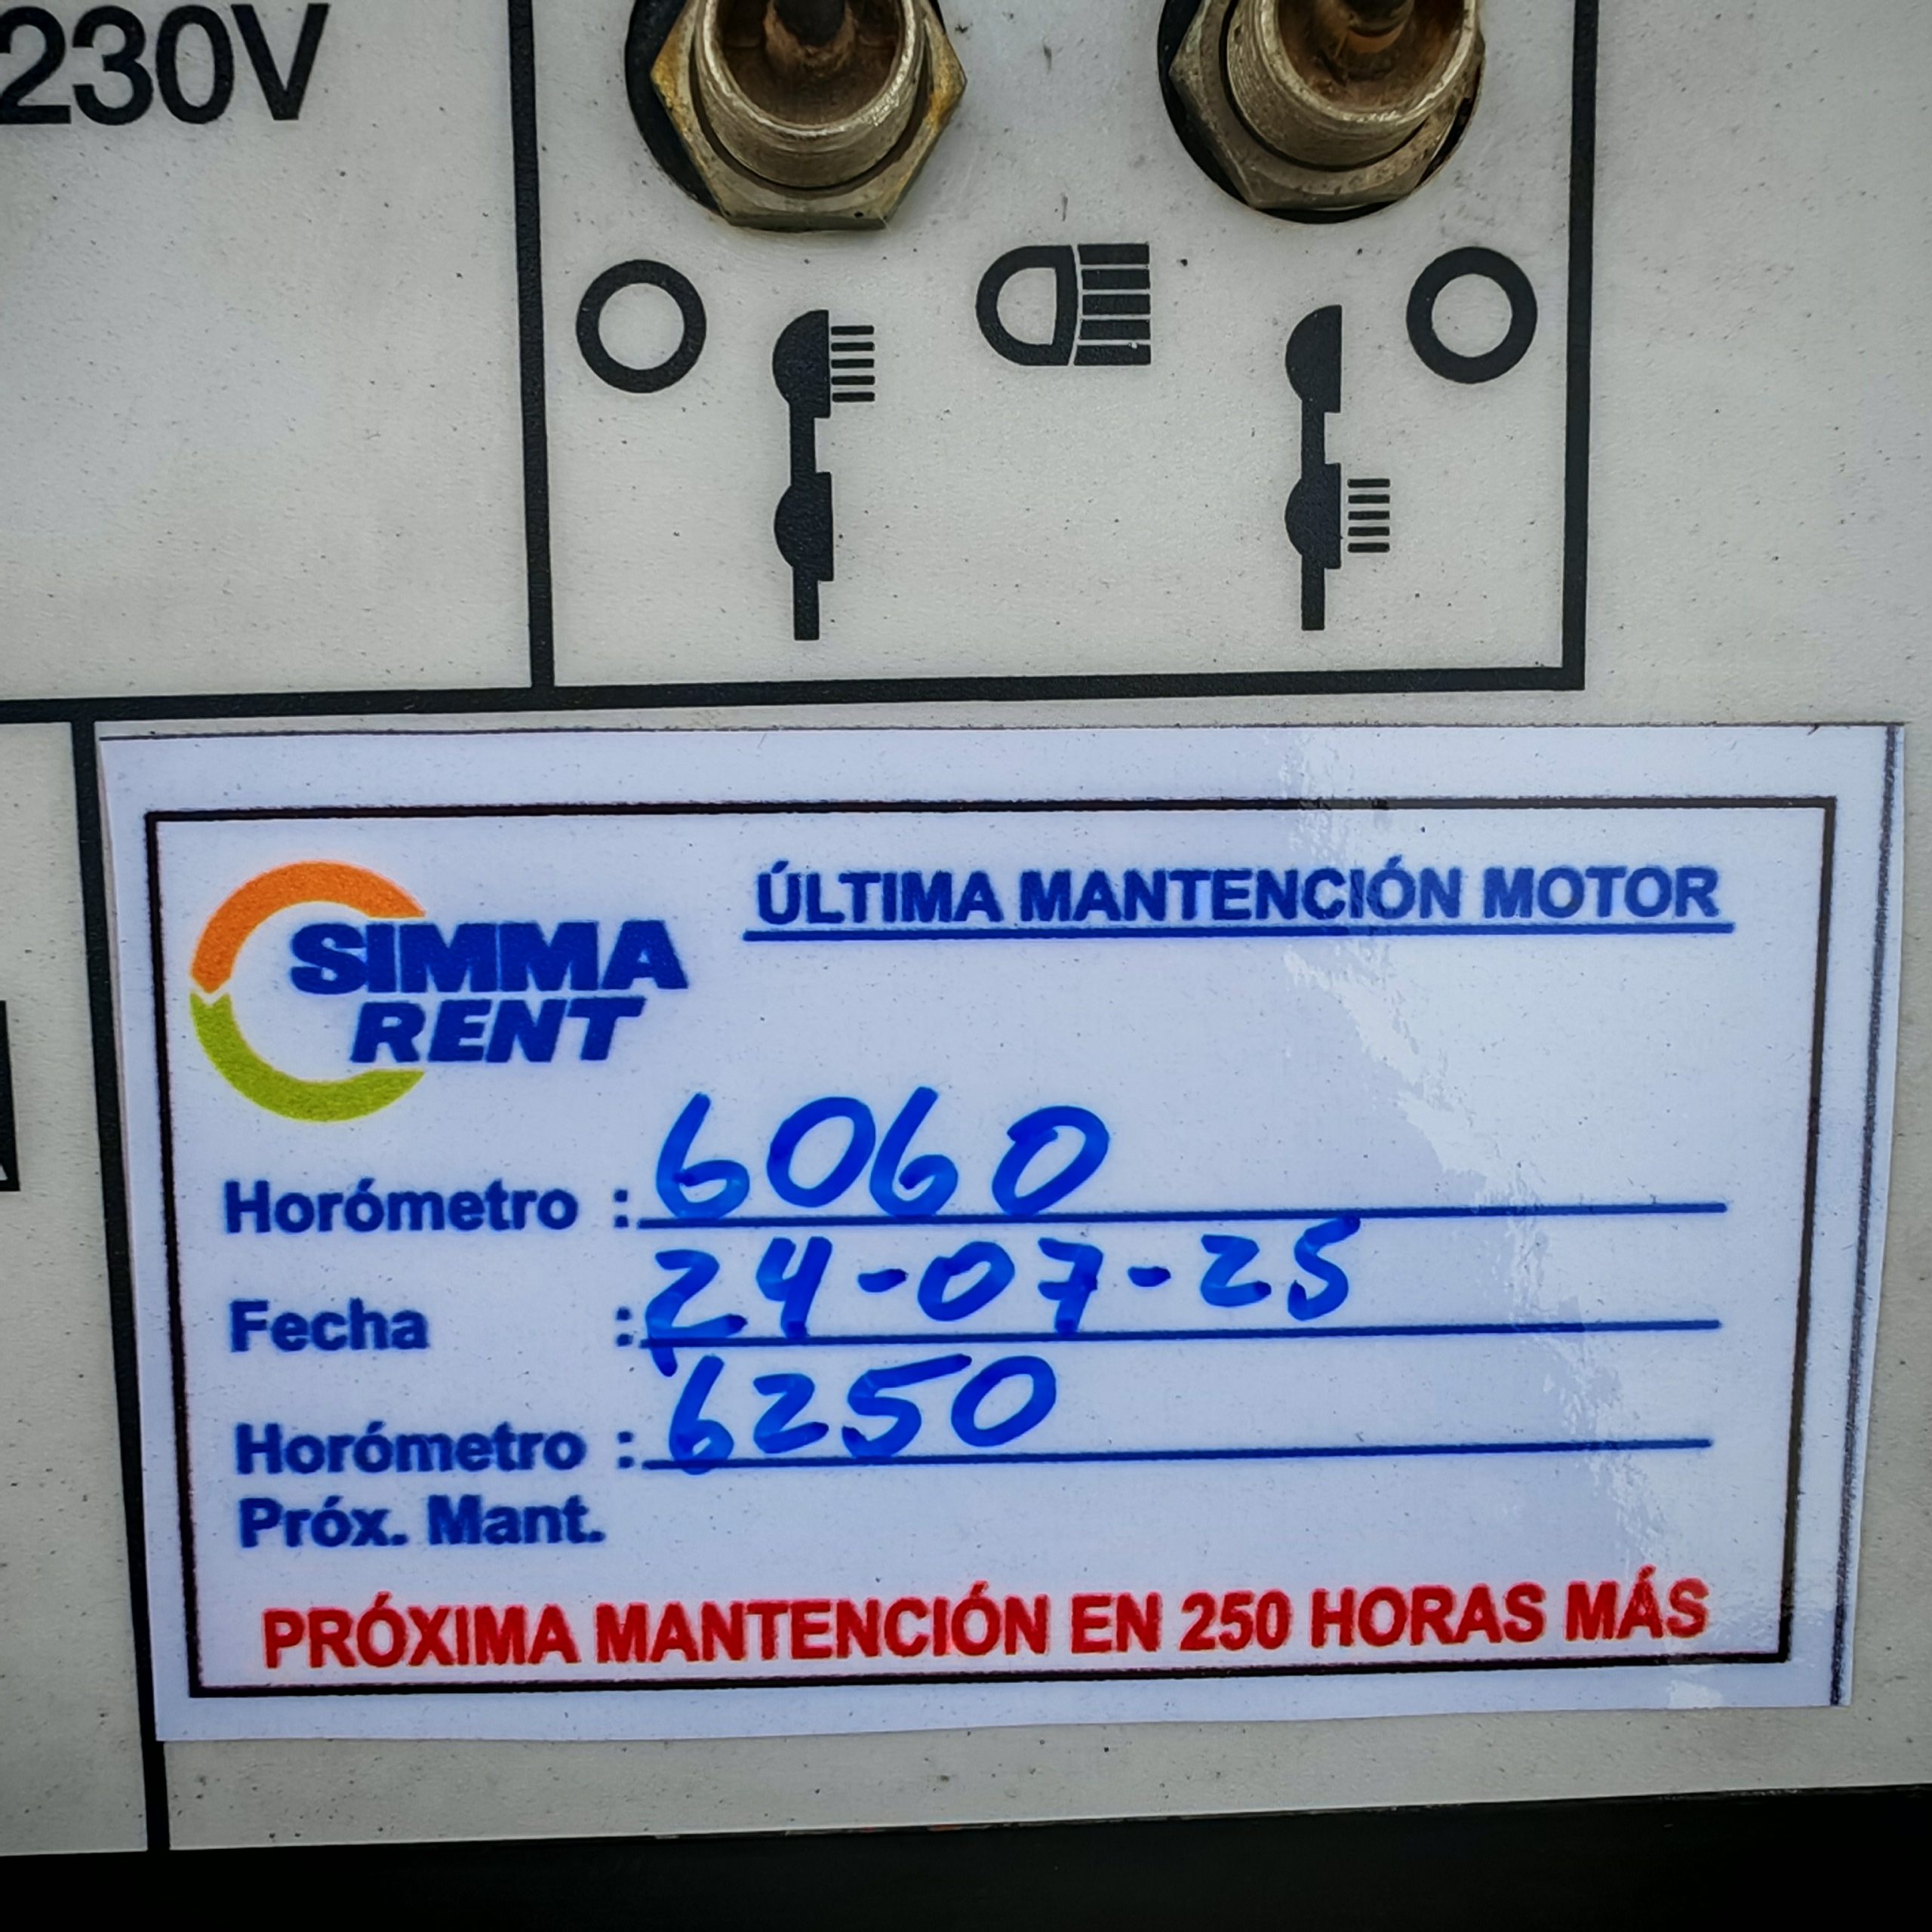 230V
SIMMA
RENT
ÚLTIMA MANTENCIÓN MOTOR
Horómetro : 6060
Fecha : 24-07-25
Horómetro : 6250
Próx. Mant.
PRÓXIMA MANTENCIÓN EN 250 HORAS MÁS